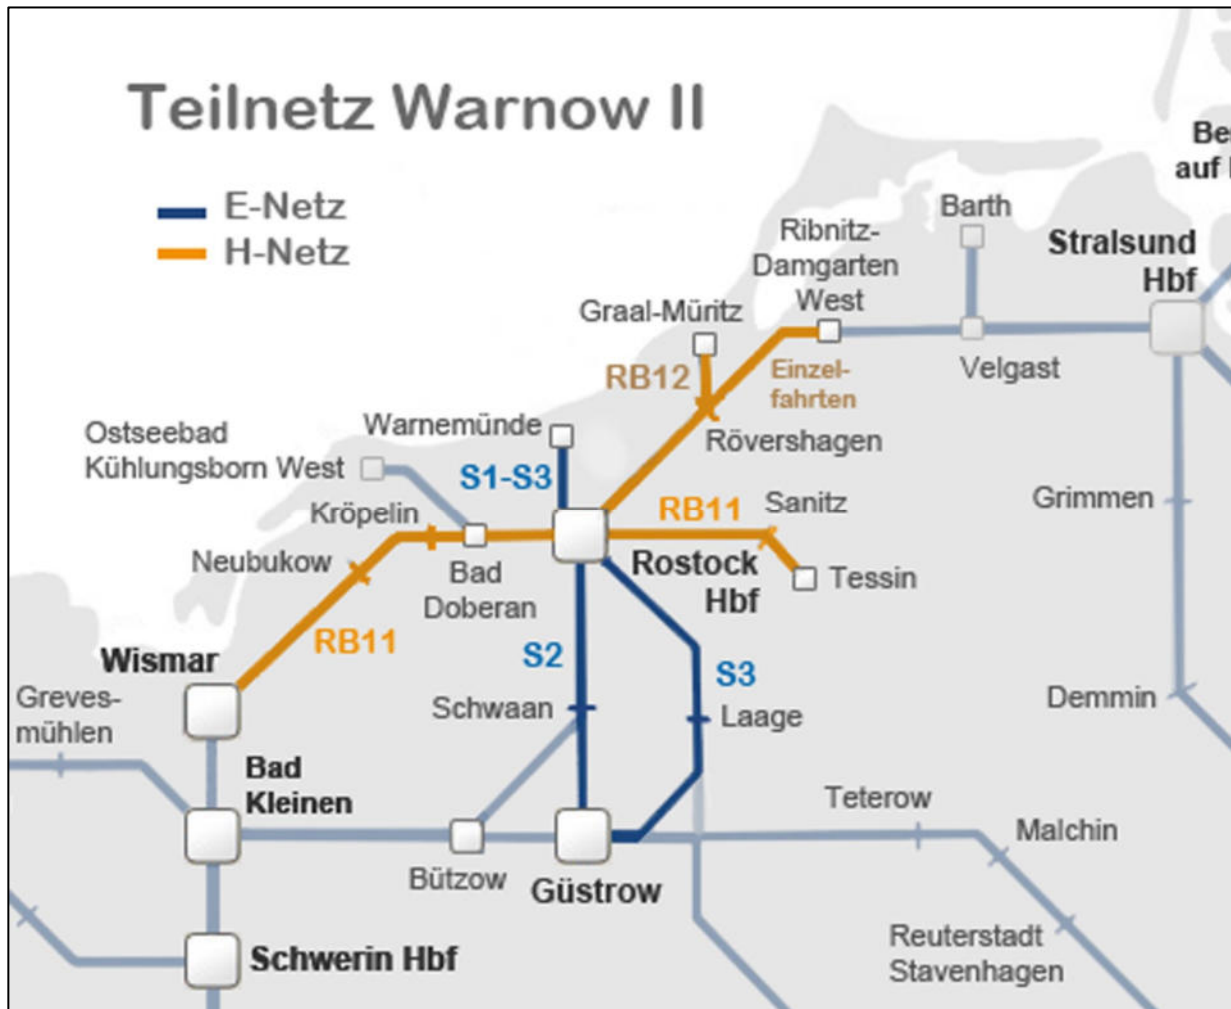 Teilnetz Warnow II
E-Netz
H-Netz
Be
auf
Barth
Stralsund
Hbf
Ribnitz-
Damgarten
West
Graal-Müritz
RB12
Einzel-
fahrten
Velgast
Warnemünde
Rövershagen
Ostseebad
Kühlungsborn West
S1-S3
Kröpelin
RB11
Sanitz
Grimmen
Neubukow
Bad
Doberan
Rostock
Hbf
Tessin
RB11
S2
S3
Wismar
Greves-
mühlen
Schwaan
Laage
Demmin
Bad
Kleinen
Teterow
Malchin
Bützow
Güstrow
Reuterstadt
Stavenhagen
Schwerin Hbf